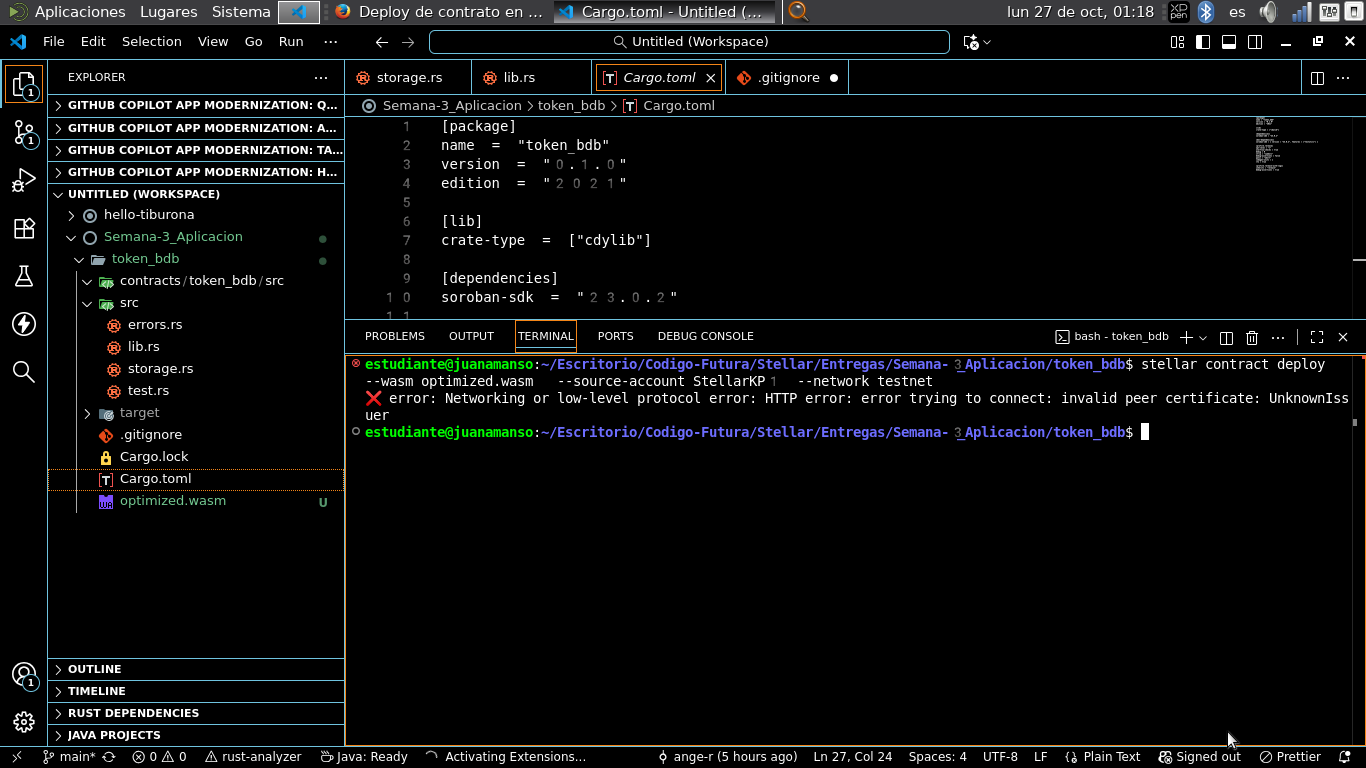 Aplicaciones Lugares Sistema Deploy de contrato en ... Cargo.toml - Untitled (... lun 27 de oct, 01:18 XP PEN es
File Edit Selection View Go Run ··· Untitled (Workspace)
EXPLORER
storage.rs lib.rs Cargo.toml .gitignore
GITHUB COPILOT APP MODERNIZATION: Q...
GITHUB COPILOT APP MODERNIZATION: A...
GITHUB COPILOT APP MODERNIZATION: TA...
GITHUB COPILOT APP MODERNIZATION: H...
UNTITLED (WORKSPACE)
hello-tiburona
Semana-3_Aplicacion
token_bdb
contracts/token_bdb/src
src
errors.rs
lib.rs
storage.rs
test.rs
target
.gitignore
Cargo.lock
Cargo.toml
optimized.wasm U
OUTLINE
TIMELINE
RUST DEPENDENCIES
JAVA PROJECTS
1
1
1
Semana-3_Aplicacion > token_bdb > Cargo.toml
1 [package]
2 name = "token_bdb"
3 version = "0.1.0"
4 edition = "2021"
5
6 [lib]
7 crate-type = ["cdylib"]
8
9 [dependencies]
10 soroban-sdk = "23.0.2"
11
PROBLEMS OUTPUT TERMINAL PORTS DEBUG CONSOLE bash - token_bdb
estudiante@juanamanso:~/Escritorio/Codigo-Futura/Stellar/Entregas/Semana-3_Aplicacion/token_bdb$ stellar contract deploy
--wasm optimized.wasm --source-account StellarKP1 --network testnet
❌ error: Networking or low-level protocol error: HTTP error: error trying to connect: invalid peer certificate: UnknownIss
uer
estudiante@juanamanso:~/Escritorio/Codigo-Futura/Stellar/Entregas/Semana-3_Aplicacion/token_bdb$
main* 0 0 rust-analyzer Java: Ready Activating Extensions... ange-r (5 hours ago) Ln 27, Col 24 Spaces: 4 UTF-8 LF Plain Text Signed out Prettier